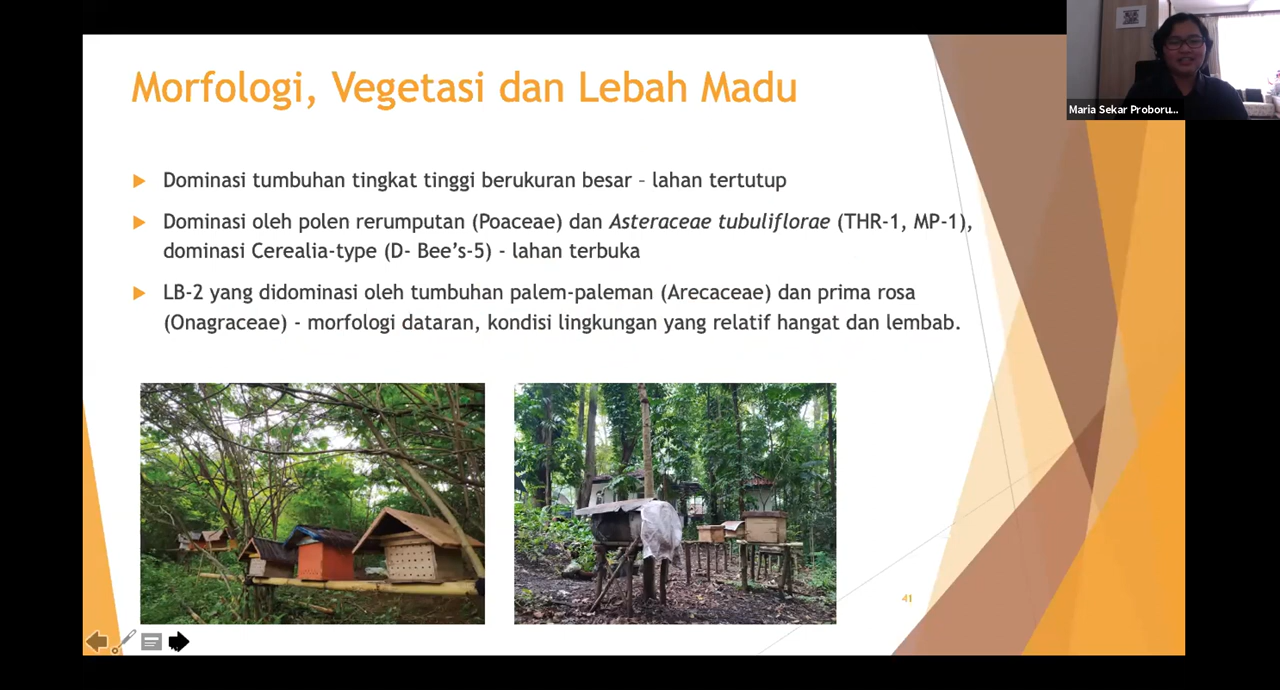 Morfologi, Vegetasi dan Lebah Madu
Maria Sekar Proboru...
Dominasi tumbuhan tingkat tinggi berukuran besar – lahan tertutup
Dominasi oleh polen rerumputan (Poaceae) dan Asteraceae tubuliflorae (THR-1, MP-1),
dominasi Cerealia-type (D- Bee’s-5) - lahan terbuka
LB-2 yang didominasi oleh tumbuhan palem-paleman (Arecaceae) dan prima rosa
(Onagraceae) - morfologi dataran, kondisi lingkungan yang relatif hangat dan lembab.
41